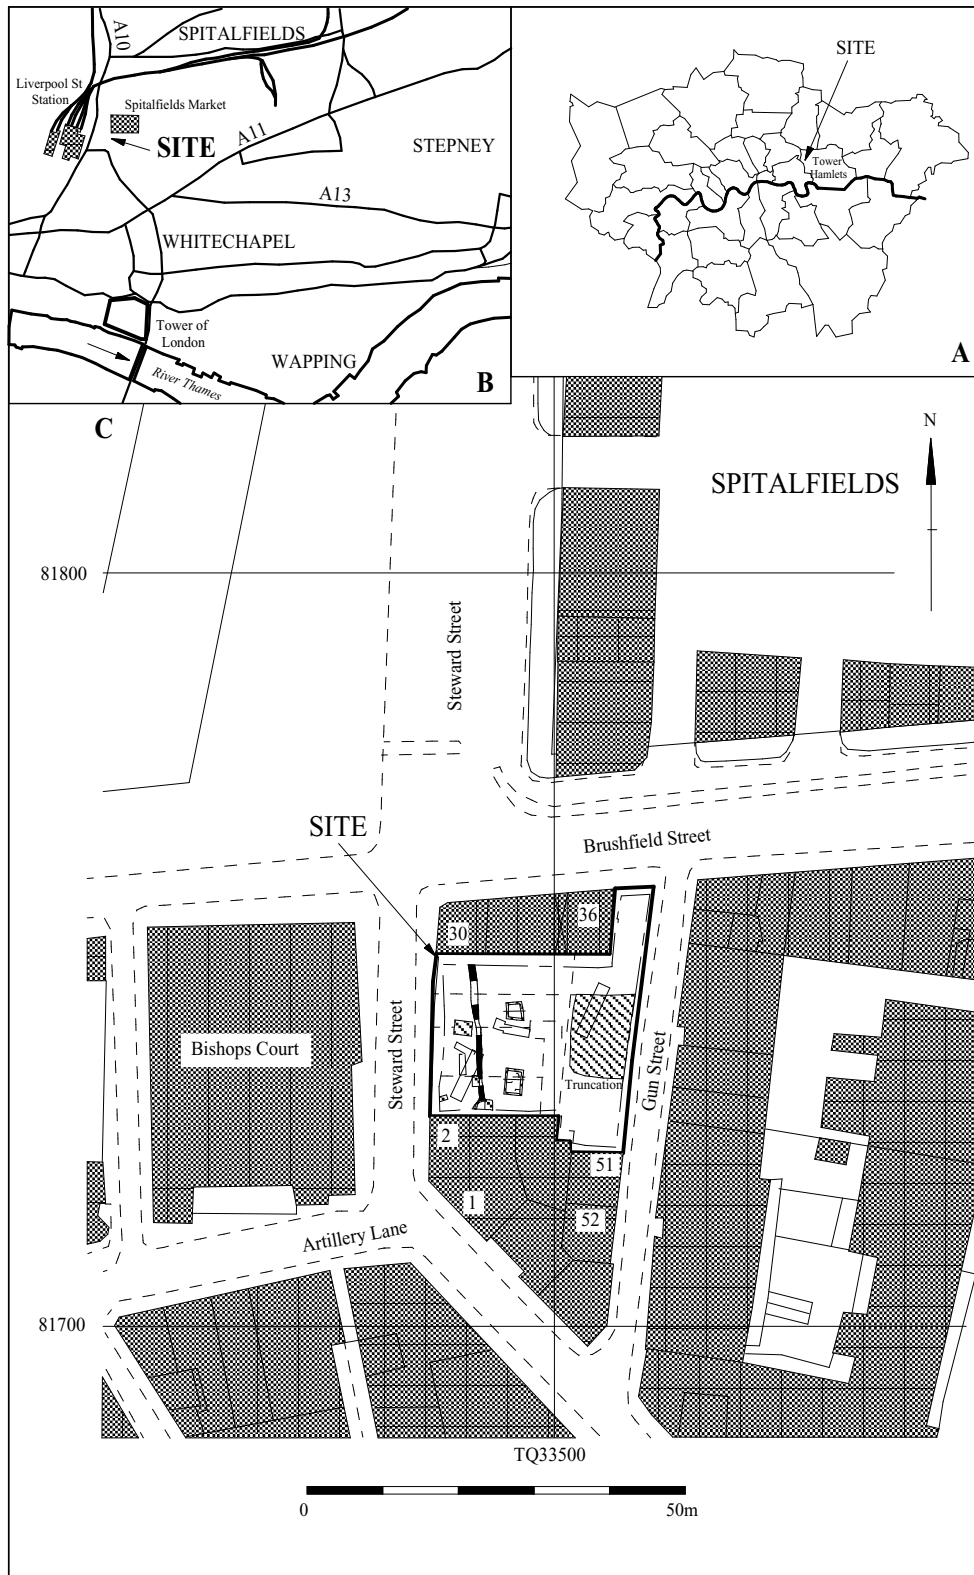 A10
SPITALFIELDS
Liverpool St
Station
Spitalfields Market
SITE
A11
STEPNEY
A13
WHITECHAPEL
Tower of
London
WAPPING
River Thames
B
SITE
Tower
Hamlets
A
C
N
SPITALFIELDS
81800
Steward Street
SITE
Brushfield Street
30
36
Bishops Court
Steward Street
Truncation
Gun Street
2
51
1
52
Artillery Lane
81700
TQ33500
0
50m